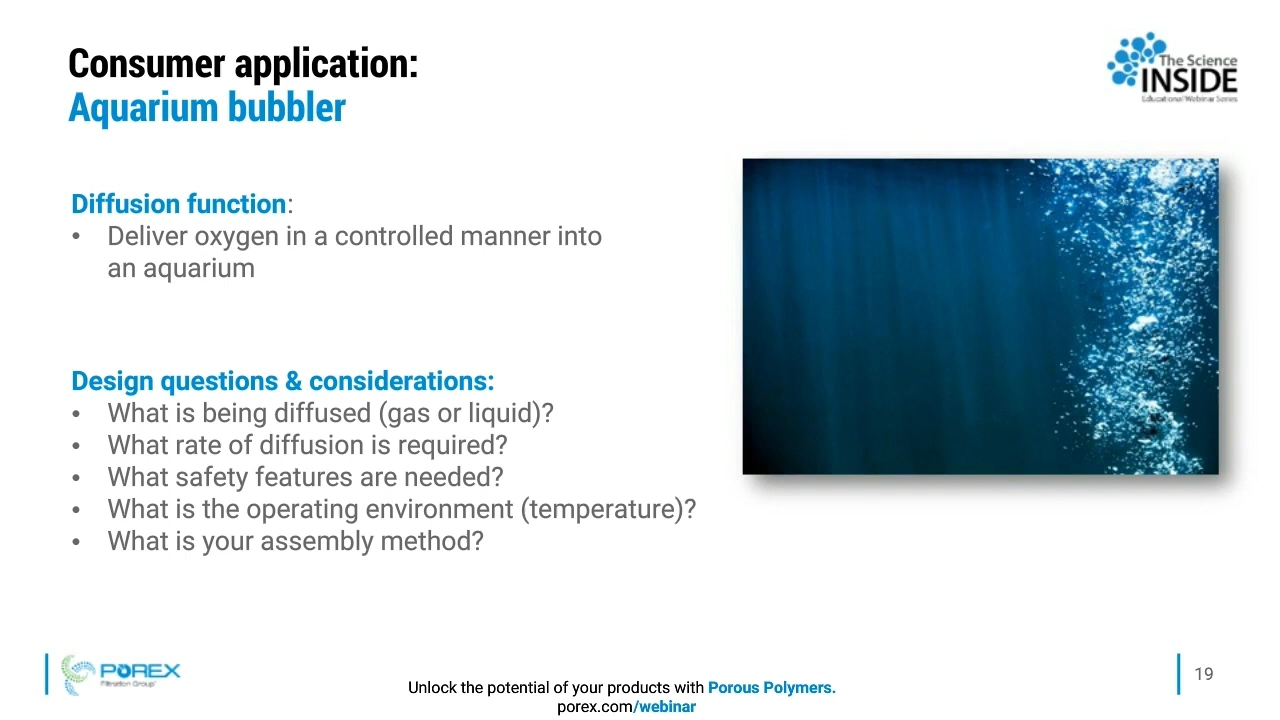 Consumer application:
Aquarium bubbler
The Science
INSIDE
Educational Webinar Series
Diffusion function:
• Deliver oxygen in a controlled manner into
an aquarium
Design questions & considerations:
• What is being diffused (gas or liquid)?
• What rate of diffusion is required?
• What safety features are needed?
• What is the operating environment (temperature)?
• What is your assembly method?
POREX
Filtration Group
Unlock the potential of your products with Porous Polymers.
porex.com/webinar
19